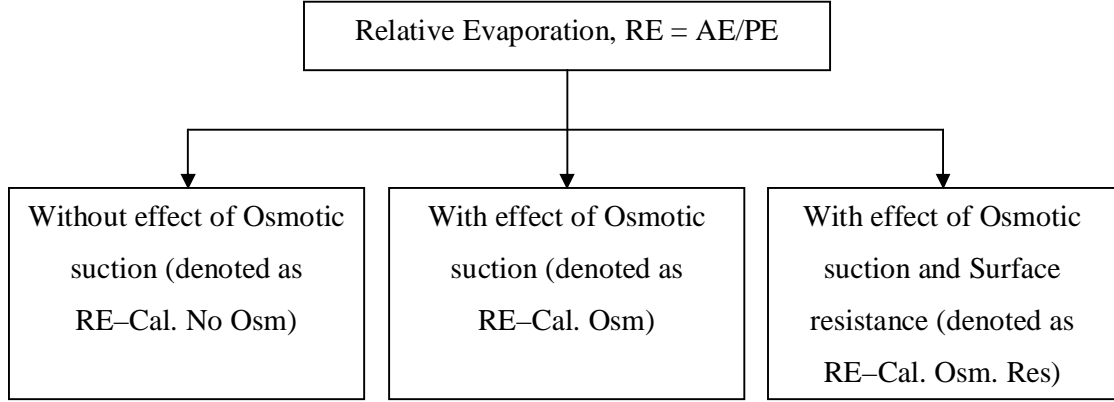 Relative Evaporation, RE = AE/PE
Without effect of Osmotic
suction (denoted as
RE–Cal. No Osm)
With effect of Osmotic
suction (denoted as
RE–Cal. Osm)
With effect of Osmotic
suction and Surface
resistance (denoted as
RE–Cal. Osm. Res)